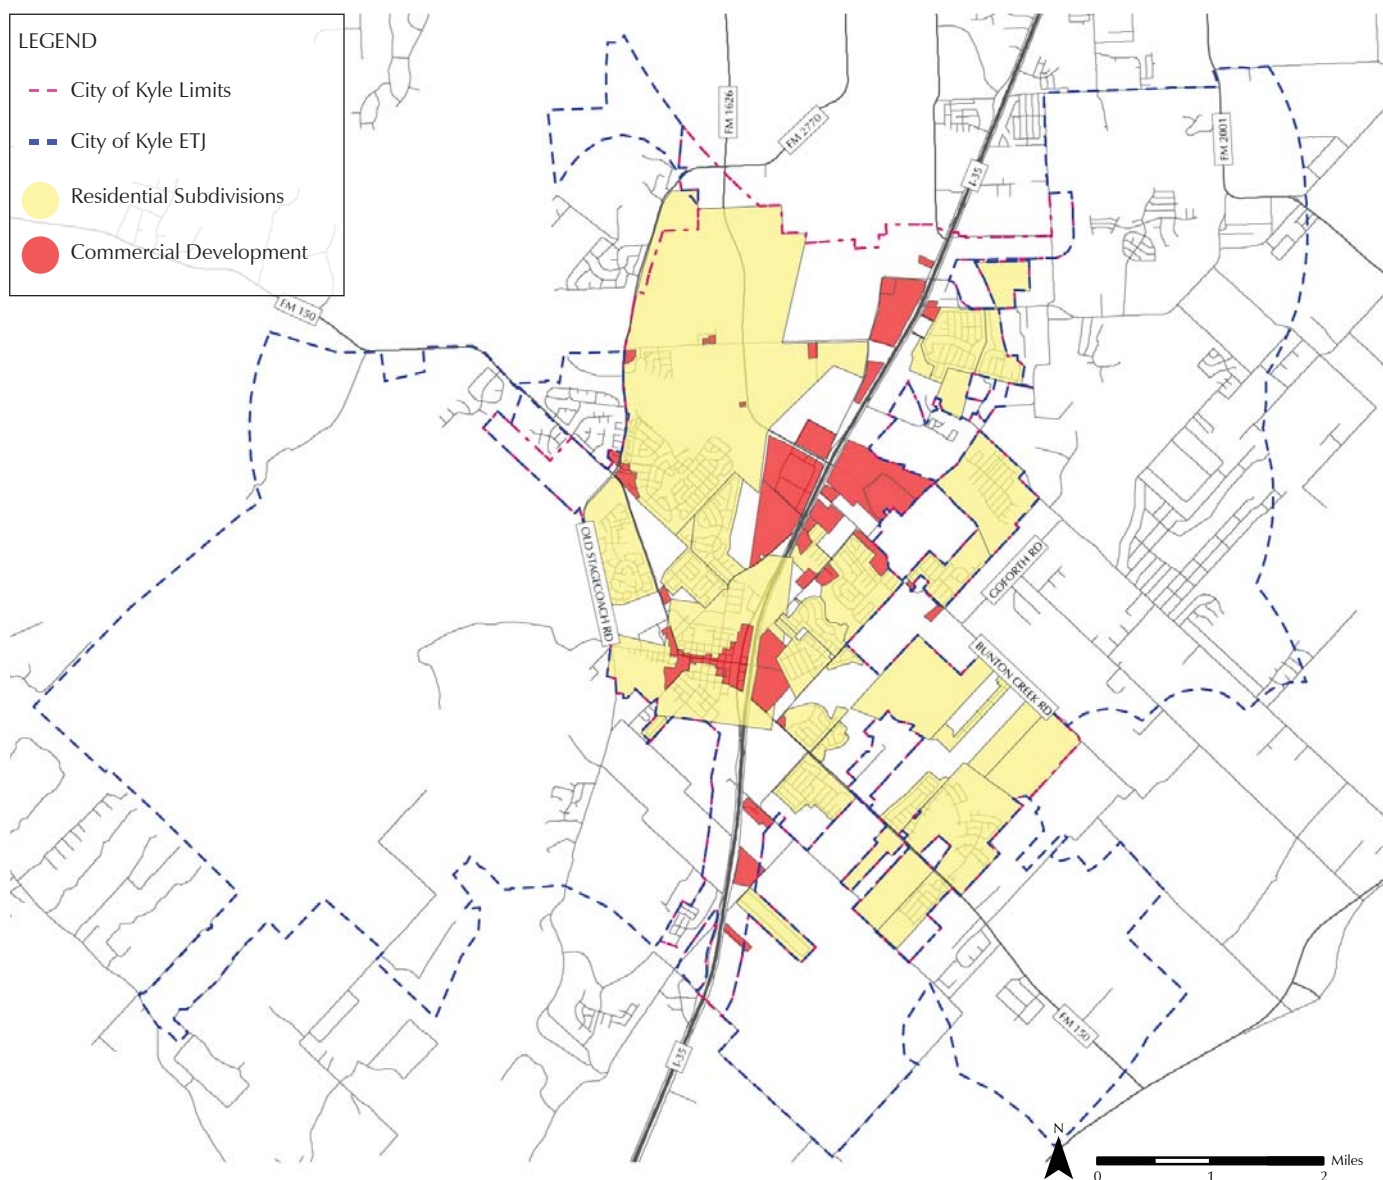 LEGEND
City of Kyle Limits
City of Kyle ETJ
Residential Subdivisions
Commercial Development
FM 1626
FM 2770
I-35
FM 2001
FM 150
OLD STAGECOACH RD
GOFORTH RD
BUNTON CREEK RD
FM 150
I-35
N
Miles
0
1
2